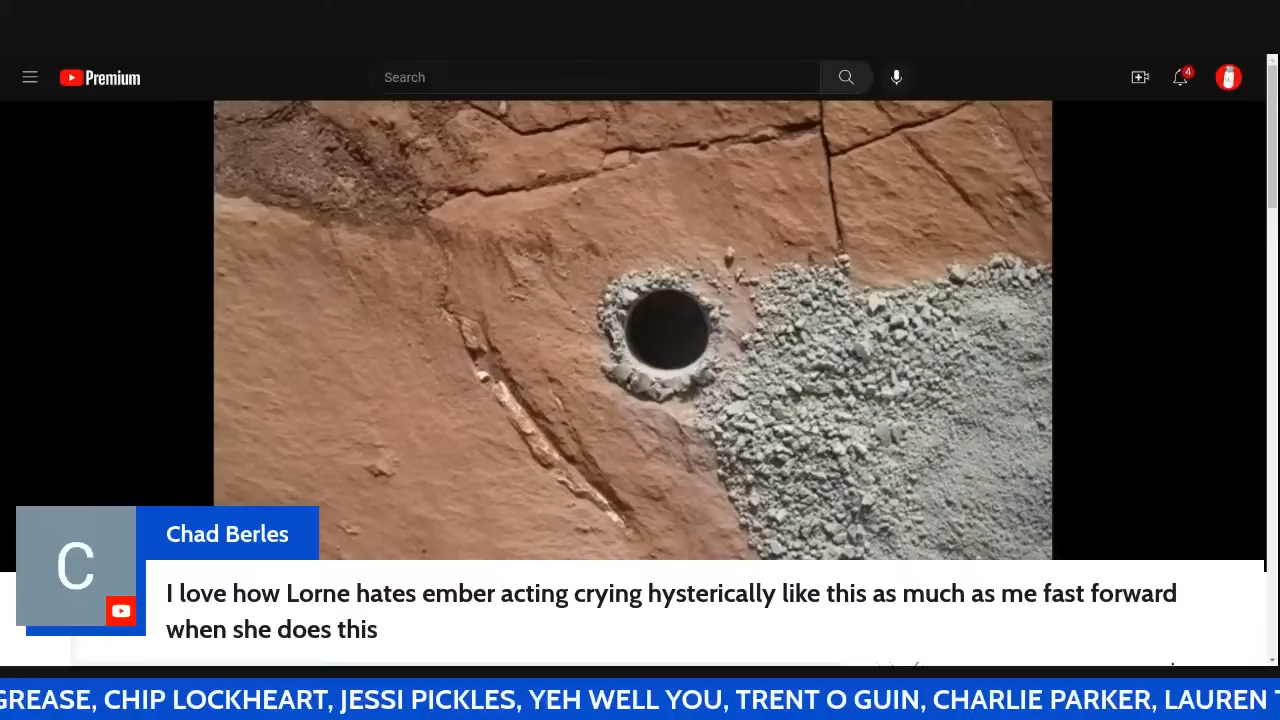 Premium
Search
4
C
Chad Berles
I love how Lorne hates ember acting crying hysterically like this as much as me fast forward
when she does this
GREASE, CHIP LOCKHEART, JESSI PICKLES, YEH WELL YOU, TRENT O GUIN, CHARLIE PARKER, LAUREN